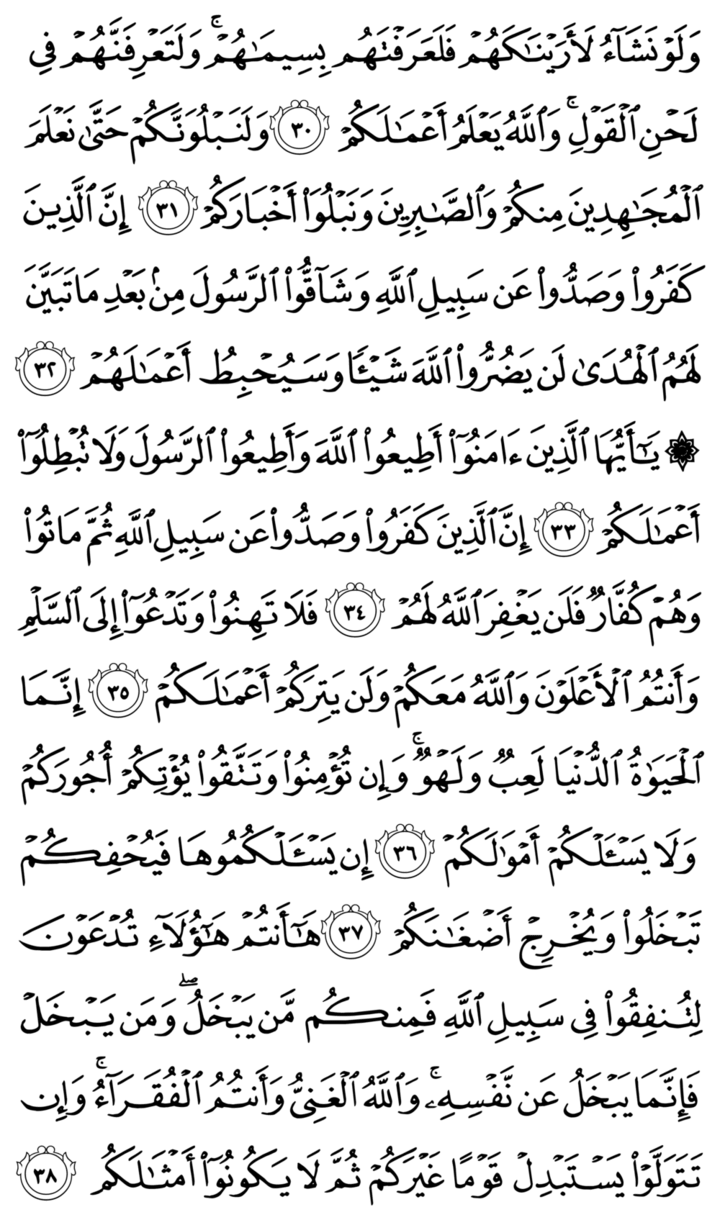 وَلَوۡ نَشَآءُ لَأَرَيۡنَٰكَهُمۡ فَلَعَرَفۡتَهُم بِسِيمَٰهُمۡۚ وَلَتَعۡرِفَنَّهُمۡ فِي
لَحۡنِ ٱلۡقَوۡلِۚ وَٱللَّهُ يَعۡلَمُ أَعۡمَٰلَكُمۡ ٣٠ وَلَنَبۡلُوَنَّكُمۡ حَتَّىٰ نَعۡلَمَ
ٱلۡمُجَٰهِدِينَ مِنكُمۡ وَٱلصَّٰبِرِينَ وَنَبۡلُوَاْ أَخۡبَارَكُمۡ ٣١ إِنَّ ٱلَّذِينَ
كَفَرُواْ وَصَدُّواْ عَن سَبِيلِ ٱللَّهِ وَشَآقُّواْ ٱلرَّسُولَ مِنۢ بَعۡدِ مَا تَبَيَّنَ
لَهُمُ ٱلۡهُدَىٰ لَن يَضُرُّواْ ٱللَّهَ شَيۡـٔٗا وَسَيُحۡبِطُ أَعۡمَٰلَهُمۡ ٣٢
۞ يَٰٓأَيُّهَا ٱلَّذِينَ ءَامَنُوٓاْ أَطِيعُواْ ٱللَّهَ وَأَطِيعُواْ ٱلرَّسُولَ وَلَا تُبۡطِلُوٓاْ
أَعۡمَٰلَكُمۡ ٣٣ إِنَّ ٱلَّذِينَ كَفَرُواْ وَصَدُّواْ عَن سَبِيلِ ٱللَّهِ ثُمَّ مَاتُواْ
وَهُمۡ كُفَّارٞ فَلَن يَغۡفِرَ ٱللَّهُ لَهُمۡ ٣٤ فَلَا تَهِنُواْ وَتَدۡعُوٓاْ إِلَى ٱلسَّلۡمِ
وَأَنتُمُ ٱلۡأَعۡلَوۡنَ وَٱللَّهُ مَعَكُمۡ وَلَن يَتِرَكُمۡ أَعۡمَٰلَكُمۡ ٣٥ إِنَّمَا
ٱلۡحَيَوٰةُ ٱلدُّنۡيَا لَعِبٞ وَلَهۡوٞۚ وَإِن تُؤۡمِنُواْ وَتَتَّقُواْ يُؤۡتِكُمۡ أُجُورَكُمۡ
وَلَا يَسۡـَٔلۡكُمۡ أَمۡوَٰلَكُمۡ ٣٦ إِن يَسۡـَٔلۡكُمُوهَا فَيُحۡفِكُمۡ
تَبۡخَلُواْ وَيُخۡرِجۡ أَضۡغَٰنَكُمۡ ٣٧ هَٰٓأَنتُمۡ هَٰٓؤُلَآءِ تُدۡعَوۡنَ
لِتُنفِقُواْ فِي سَبِيلِ ٱللَّهِ فَمِنكُم مَّن يَبۡخَلُۖ وَمَن يَبۡخَلۡ
فَإِنَّمَا يَبۡخَلُ عَن نَّفۡسِهِۦۚ وَٱللَّهُ ٱلۡغَنِيُّ وَأَنتُمُ ٱلۡفُقَرَآءُۚ وَإِن
تَتَوَلَّوۡاْ يَسۡتَبۡدِلۡ قَوۡمًا غَيۡرَكُمۡ ثُمَّ لَا يَكُونُوٓاْ أَمۡثَٰلَكُم ٣٨